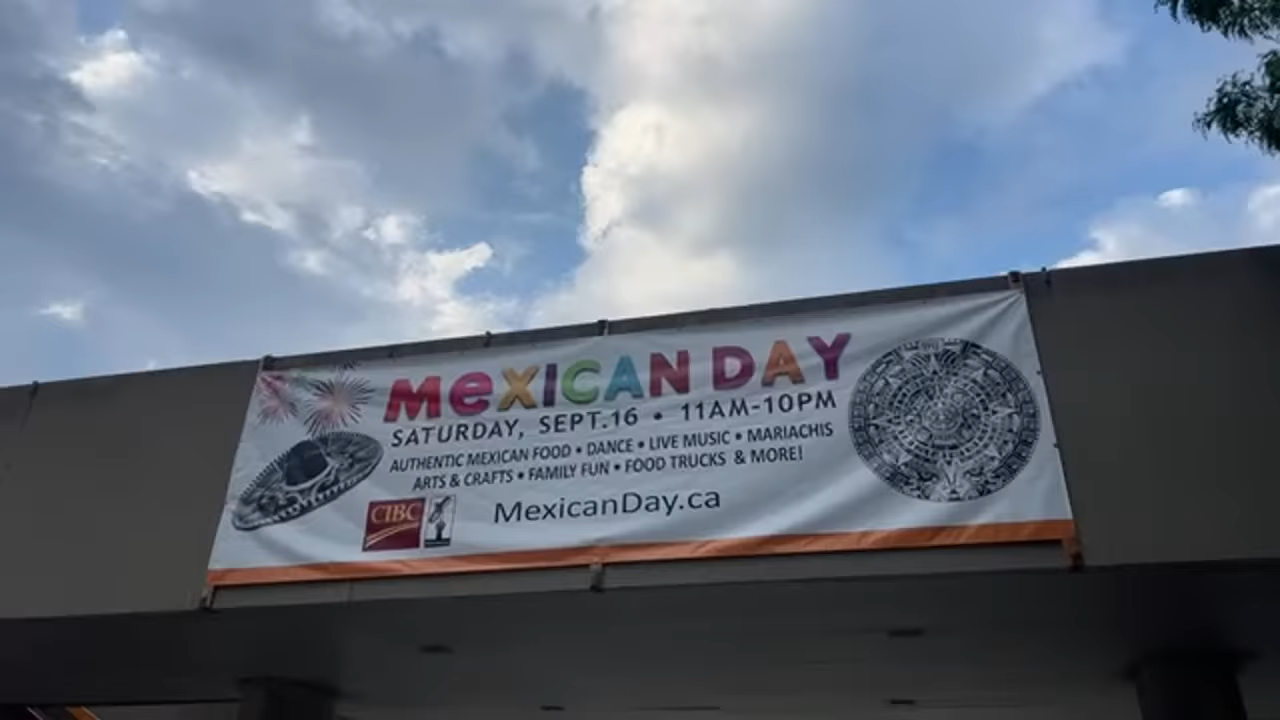 MeXICAN DAY
SATURDAY, SEPT.16 • 11AM-10PM
AUTHENTIC MEXICAN FOOD • DANCE • LIVE MUSIC • MARIACHIS
ARTS & CRAFTS • FAMILY FUN • FOOD TRUCKS & MORE!
CIBC
MexicanDay.ca